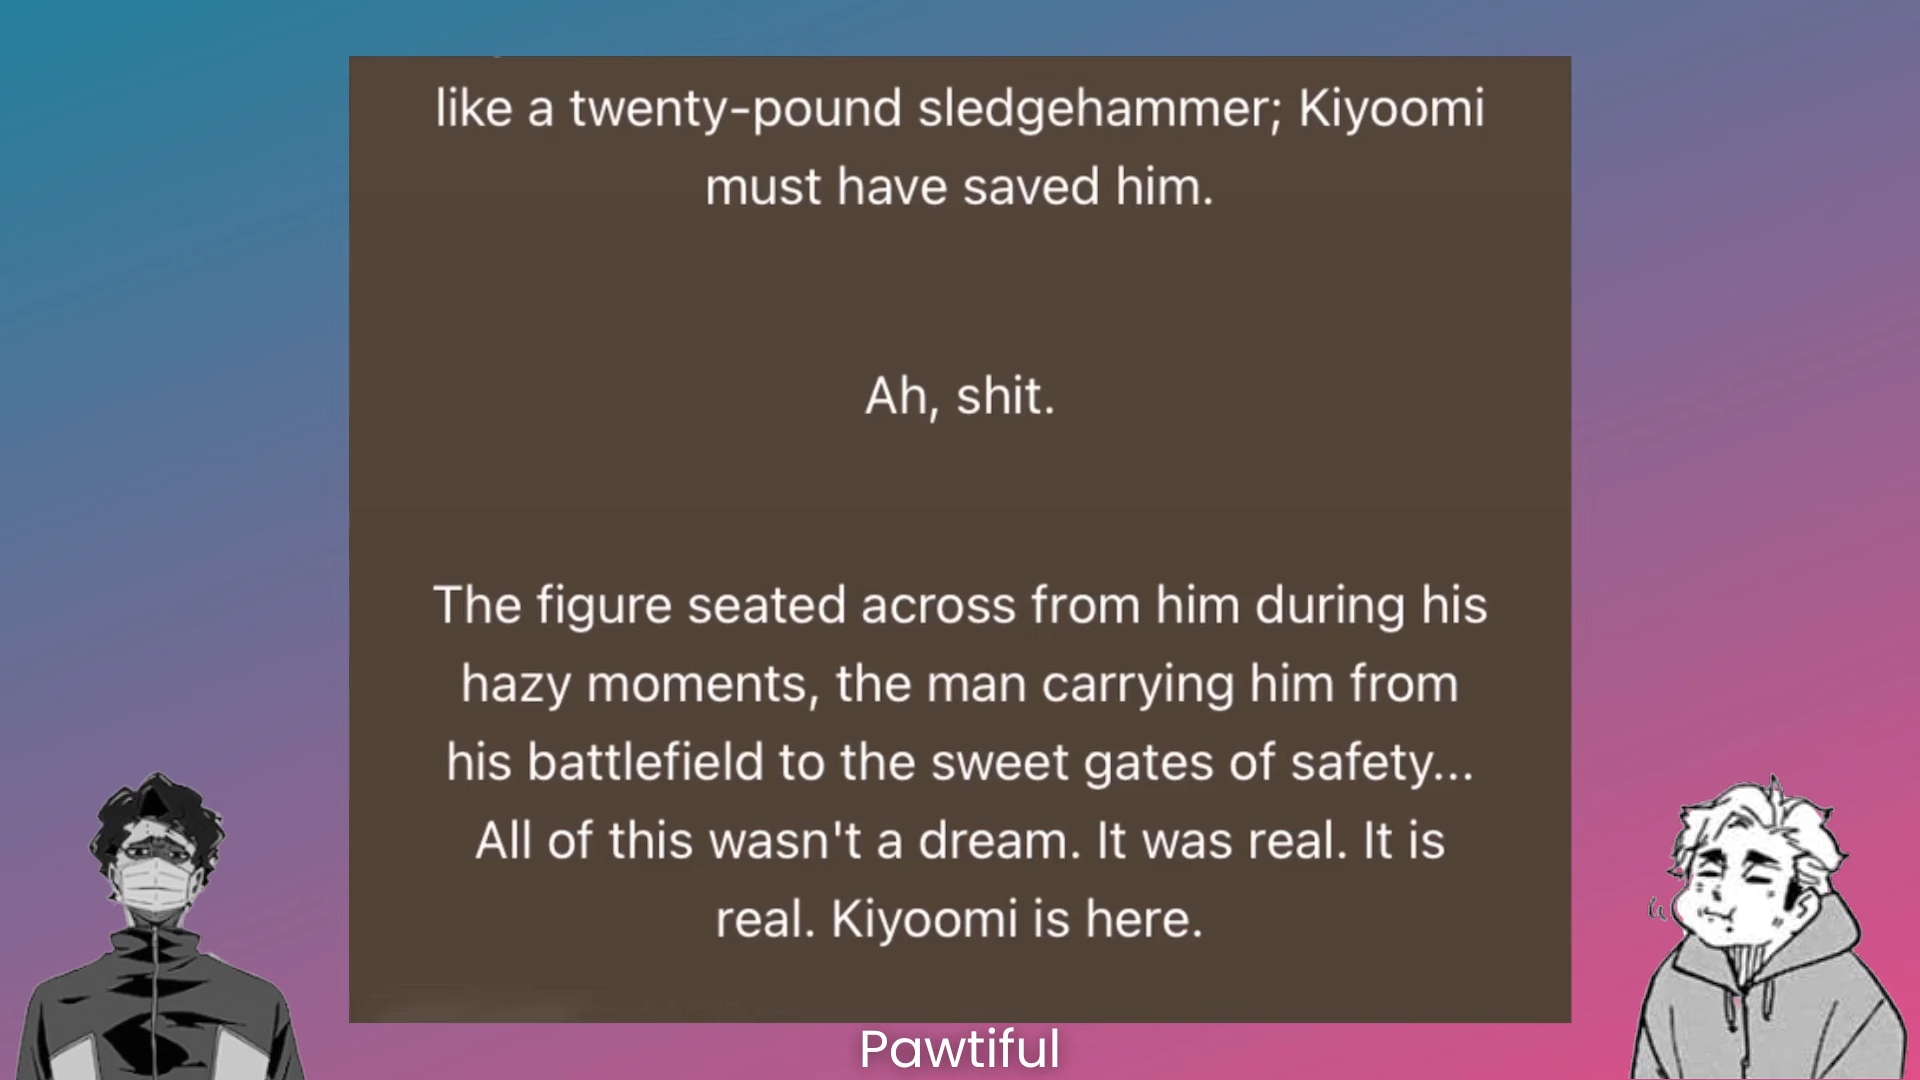 like a twenty-pound sledgehammer; Kiyoomi
must have saved him.
Ah, shit.
The figure seated across from him during his
hazy moments, the man carrying him from
his battlefield to the sweet gates of safety...
All of this wasn't a dream. It was real. It is
real. Kiyoomi is here.
Pawtiful